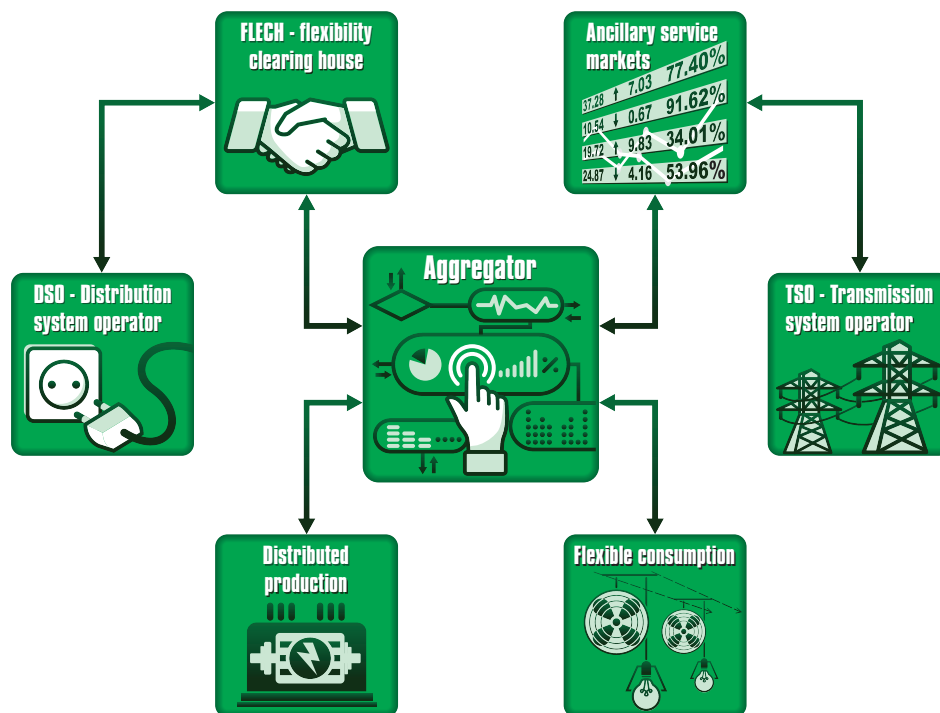 FLECH - flexibility
clearing house
Ancillary service
markets
37.28 ↑ 7.03 77.40%
10.54 ↓ 0.67 91.62%
19.72 ↑ 9.83 34.01%
24.87 ↓ 4.16 53.96%
Aggregator
%
DSO - Distribution
system operator
TSO - Transmission
system operator
Distributed
production
Flexible consumption